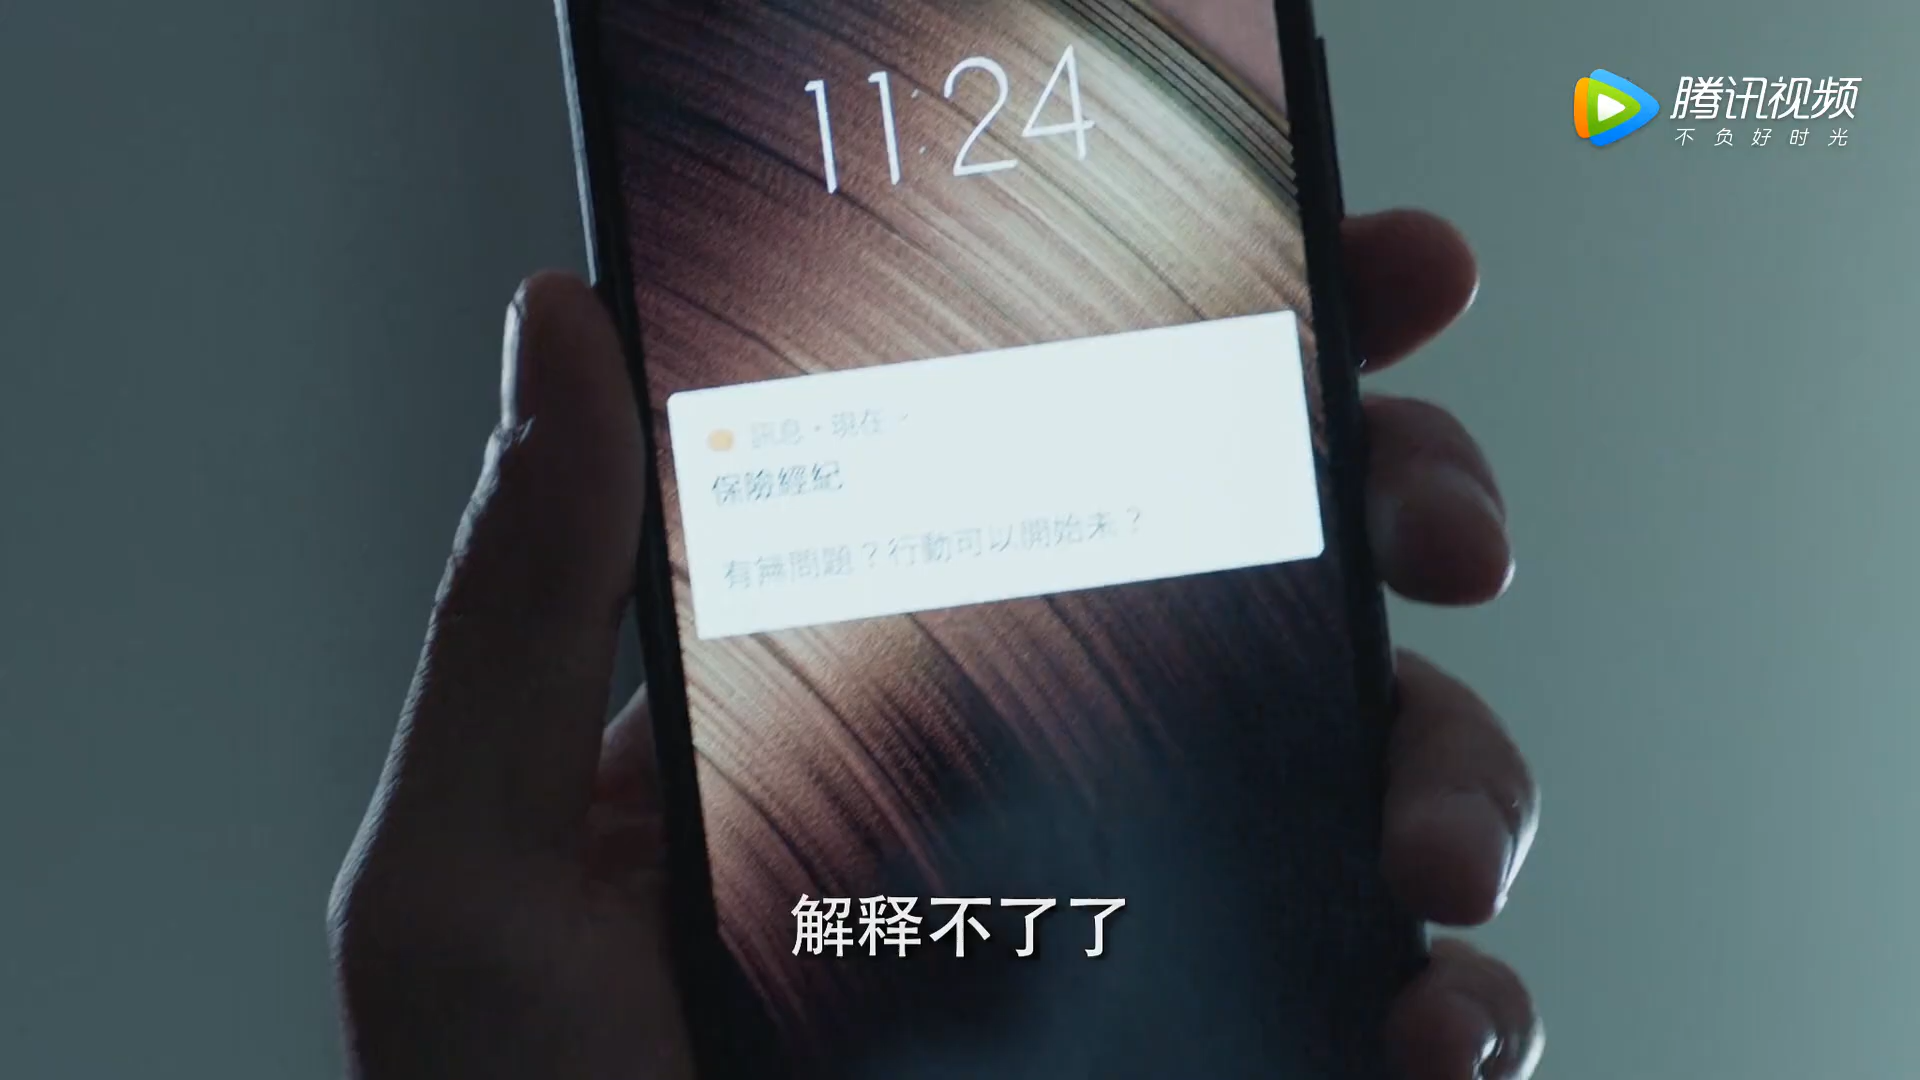 11:24
腾讯视频
不负好时光
訊息・現在
保險經紀
有無問題？行動可以開始未？
解释不了了